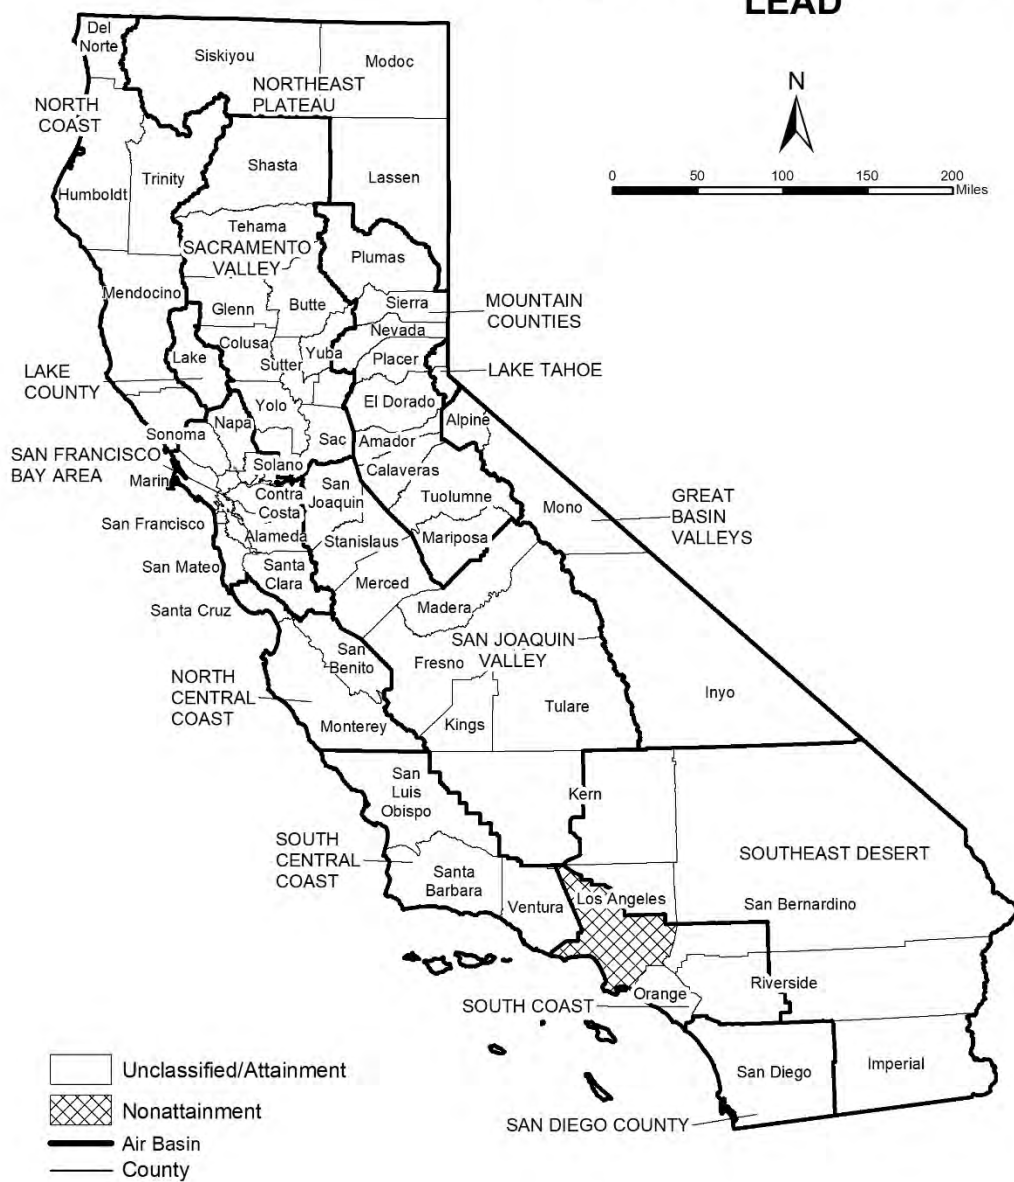 LEAD
Del
Norte
Siskiyou
Modoc
NORTHEAST
PLATEAU
NORTH
COAST
N
0 50 100 150 200
Miles
Shasta
Trinity
Lassen
Humboldt
Tehama
SACRAMENTO
VALLEY
Plumas
Mendocino
Glenn
Butte
Sierra
MOUNTAIN
COUNTIES
Nevada
Colusa
Yuba
Sutter
Placer
Lake
LAKE
COUNTY
LAKE TAHOE
El Dorado
Yolo
Napa
Alpine
Sonoma
Sac
Amador
SAN FRANCISCO
BAY AREA
Solano
Calaveras
Marin
San
Joaquin
Contra
Costa
Tuolumne
Mono
GREAT
BASIN
VALLEYS
San Francisco
Alameda
Stanislaus
Mariposa
San Mateo
Santa
Clara
Merced
Santa Cruz
Madera
SAN JOAQUIN
VALLEY
San
Benito
Fresno
NORTH
CENTRAL
COAST
Inyo
Tulare
Monterey
Kings
San
Luis
Obispo
Kern
SOUTH
CENTRAL
COAST
SOUTHEAST DESERT
Santa
Barbara
Ventura
Los Angeles
San Bernardino
Riverside
Orange
SOUTH COAST
San Diego
Imperial
SAN DIEGO COUNTY
Unclassified/Attainment
Nonattainment
Air Basin
County